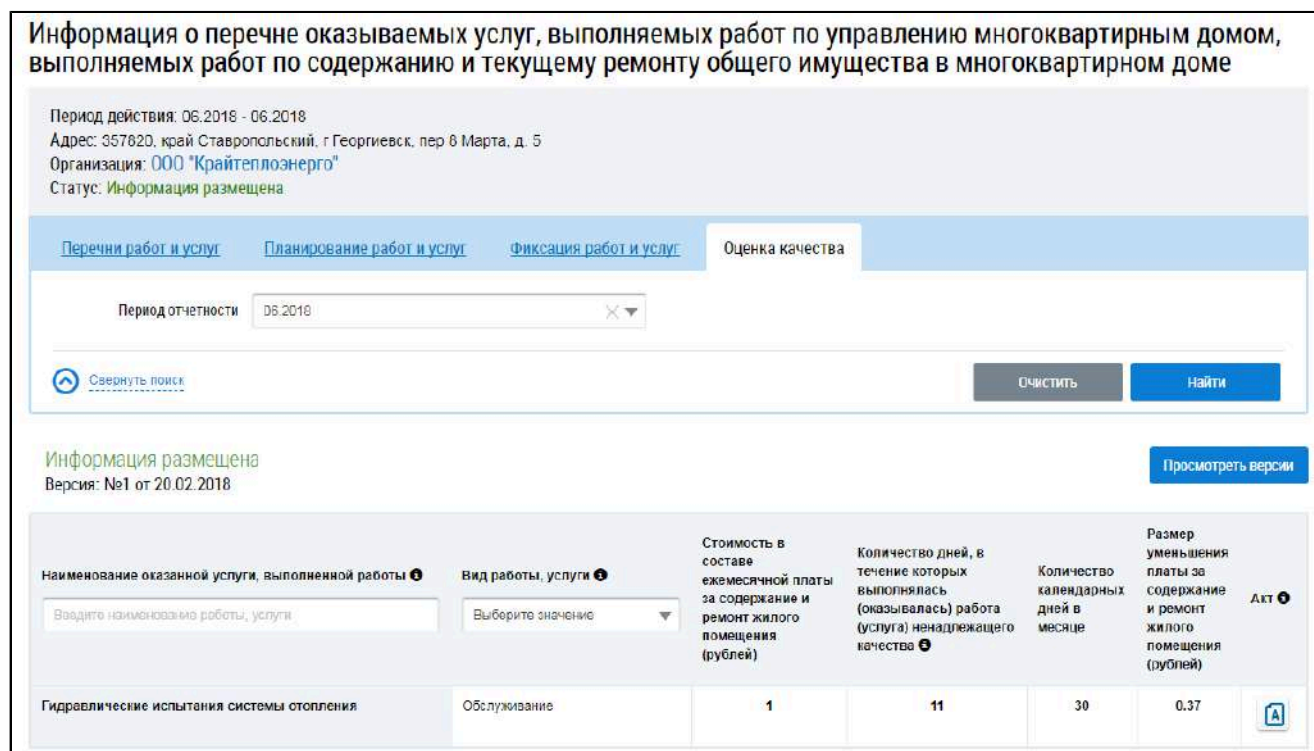 Информация о перечне оказываемых услуг, выполняемых работ по управлению многоквартирным домом,
выполняемых работ по содержанию и текущему ремонту общего имущества в многоквартирном доме
Период действия: 06.2018 - 06.2018
Адрес: 357820, край Ставропольский, г Георгиевск, пер 8 Марта, д. 5
Организация: ООО "Крайтеплоэнерго"
Статус: Информация размещена
Перечни работ и услуг
Планирование работ и услуг
Фиксация работ и услуг
Оценка качества
Период отчетности
06.2018
Свернуть поиск
Очистить
Найти
Информация размещена
Версия: №1 от 20.02.2018
Просмотреть версии
Наименование оказанной услуги, выполненной работы
Введите наименование работы, услуги
Вид работы, услуги
Выберите значение
Стоимость в
составе
ежемесячной платы
за содержание и
ремонт жилого
помещения
(рублей)
Количество дней, в
течение которых
выполнялась
(оказывалась) работа
(услуга) ненадлежащего
качества
Количество
календарных
дней в
месяце
Размер
уменьшения
платы за
содержание
и ремонт
жилого
помещения
(рублей)
Акт
Гидравлические испытания системы отопления
Обслуживание
1
11
30
0.37